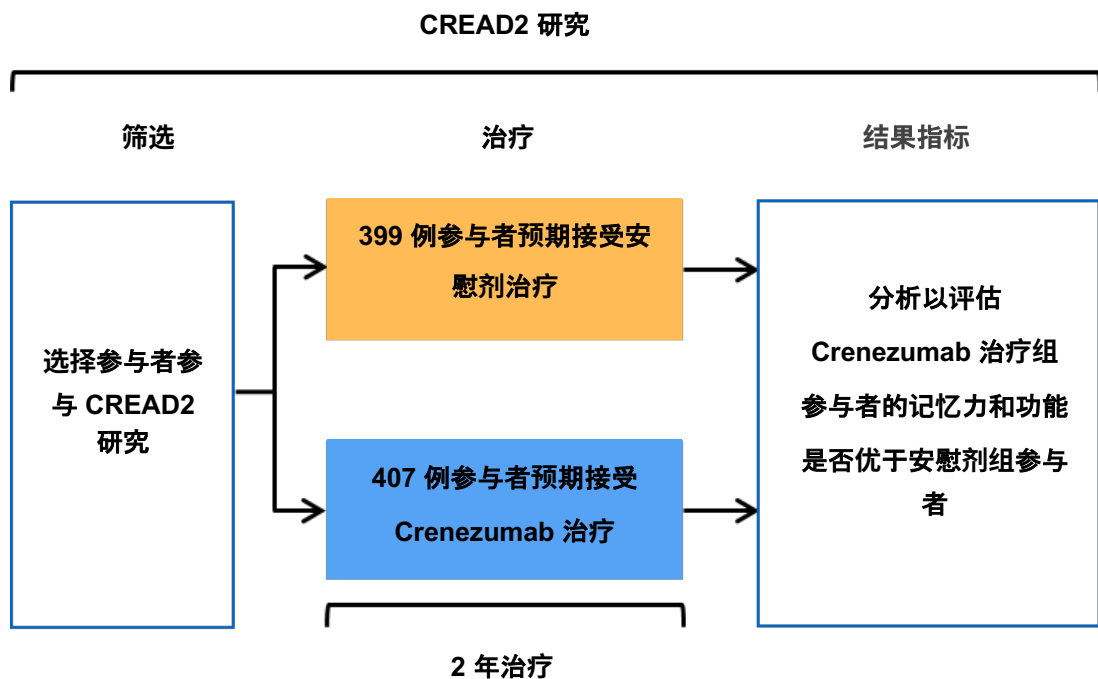 CREAD2 研究
筛选
治疗
结果指标
选择参与者参
与 CREAD2
研究
399 例参与者预期接受安
慰剂治疗
407 例参与者预期接受
Crenezumab 治疗
分析以评估
Crenezumab 治疗组
参与者的记忆力和功能
是否优于安慰剂组参与
者
2 年治疗